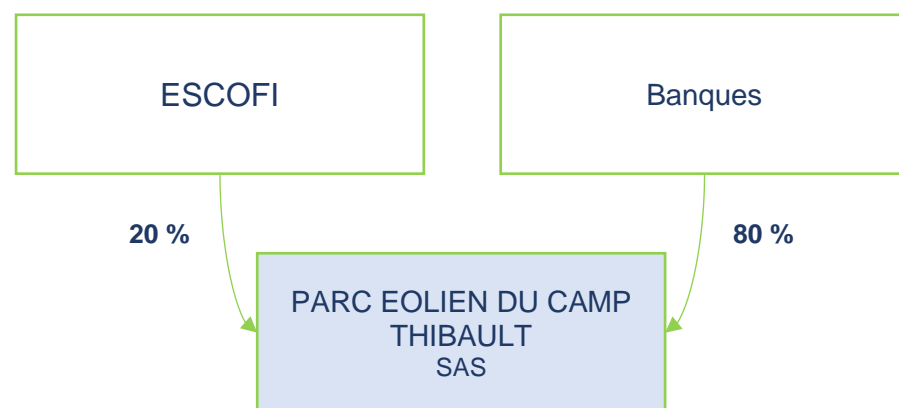 ESCOFI
Banques
20 %
80 %
PARC EOLIEN DU CAMP
THIBAULT
SAS